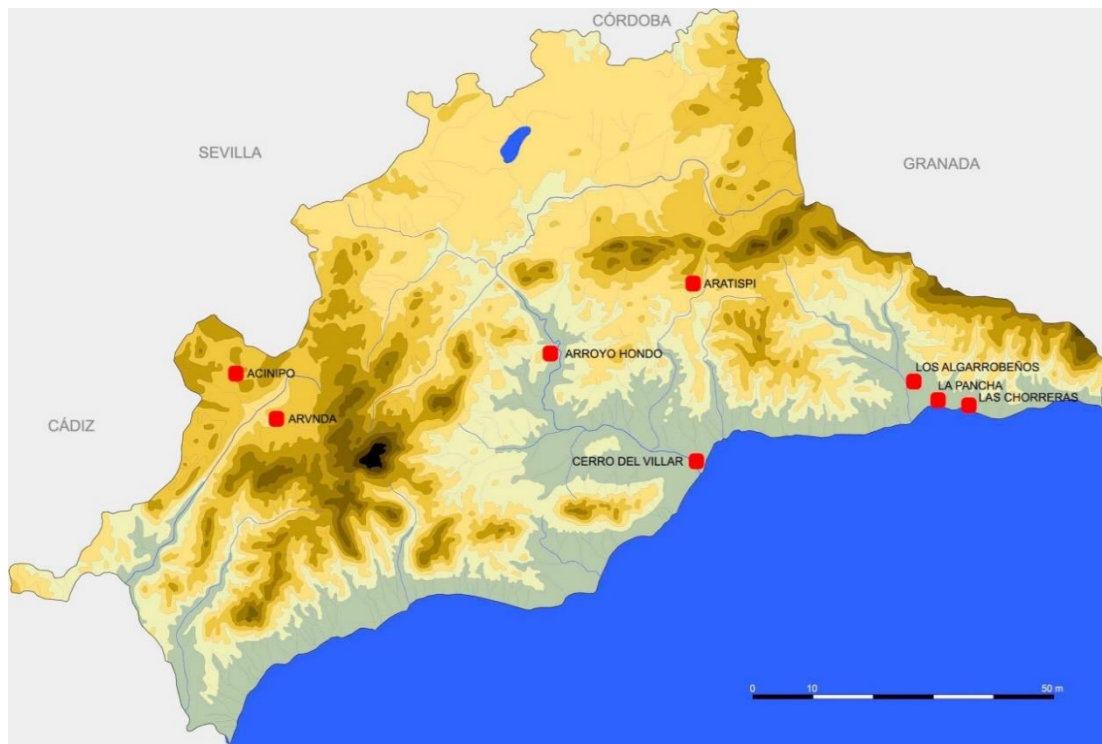 CÓRDOBA
SEVILLA
GRANADA
ARATISPI
ARROYO HONDO
LOS ALGARROBEÑOS
ACINIPO
LA PANCHA
LAS CHORRERAS
ARVNDA
CÁDIZ
CERRO DEL VILLAR
0 10 50 m